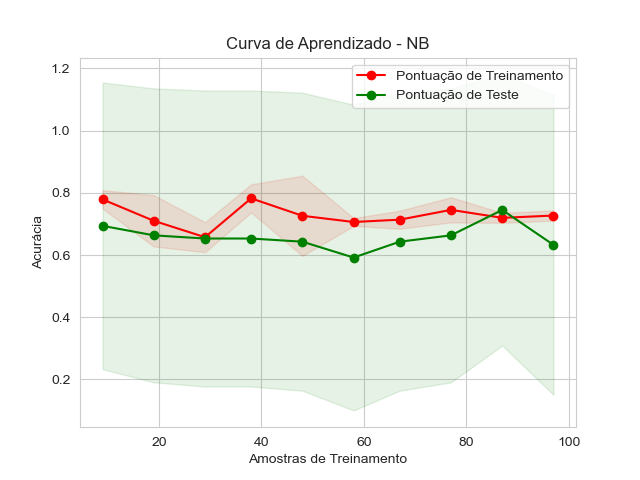 Curva de Aprendizado - NB
Pontuação de Treinamento
Pontuação de Teste
1.2
1.0
0.8
0.6
0.4
0.2
Acurácia
20
40
60
80
100
Amostras de Treinamento